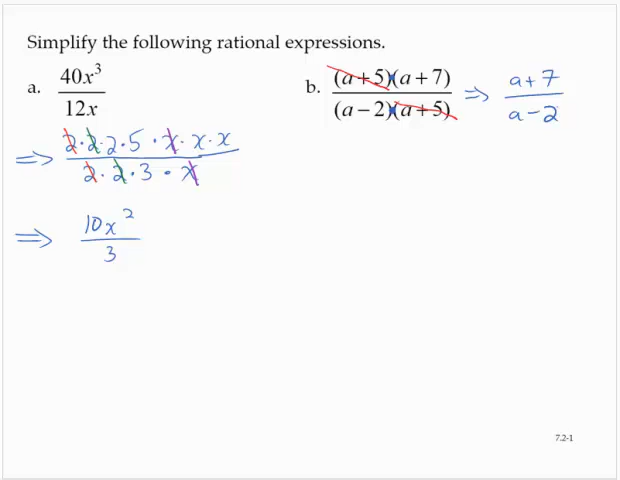 Simplify the following rational expressions.
a. 40x³/12x
b. (a + 5)(a + 7)/(a − 2)(a + 5) ⇒ a+7/a−2
⇒ 2·2·2·5·x·x·x/2·2·3·x
⇒ 10x²/3
7.2-1